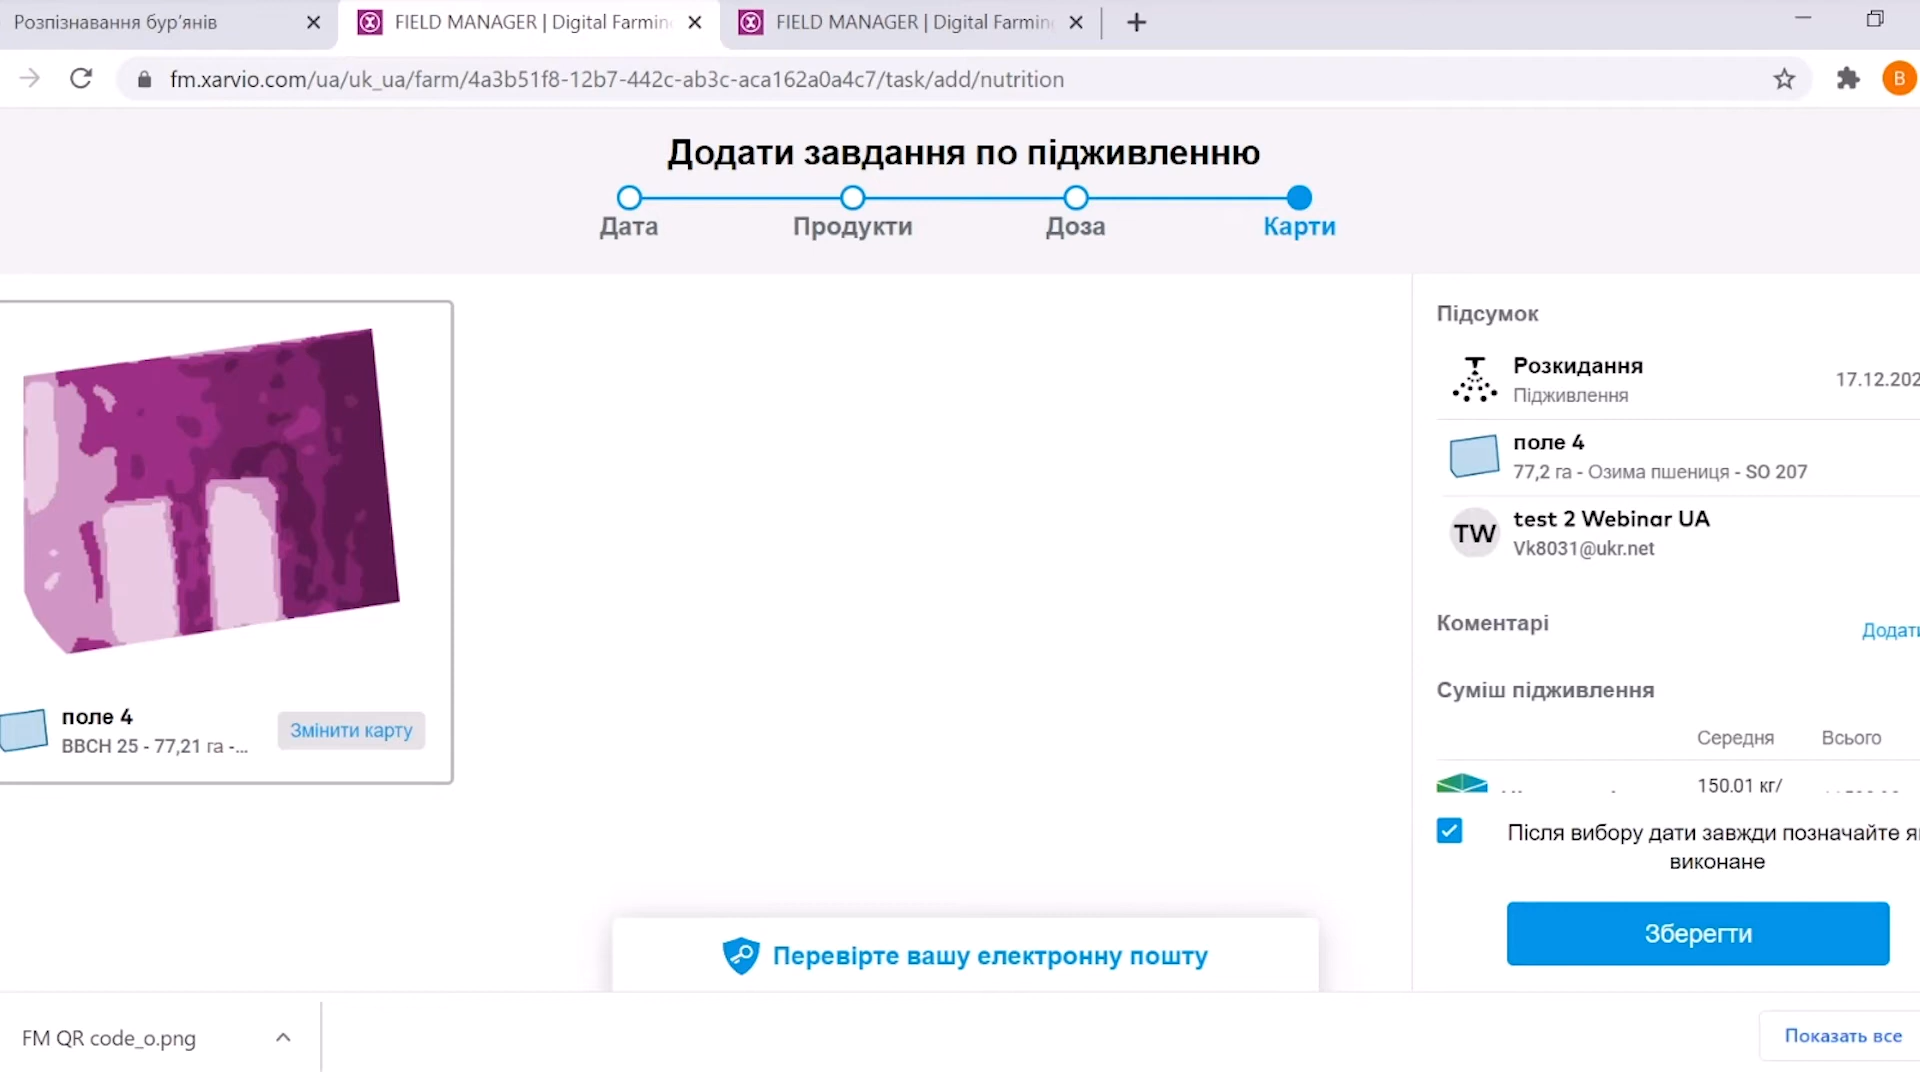 Розпізнавання бур'янів
FIELD MANAGER | Digital Farming
FIELD MANAGER | Digital Farming
fm.xarvio.com/ua/uk_ua/farm/4a3b51f8-12b7-442c-ab3c-aca162a0a4c7/task/add/nutrition
B
Додати завдання по підживленню
Дата
Продукти
Доза
Карти
поле 4
BBCH 25 - 77,21 га -...
Змінити карту
Підсумок
Розкидання
Підживлення
17.12.202
поле 4
77,2 га - Озима пшениця - SO 207
TW
test 2 Webinar UA
Vk8031@ukr.net
Коментарі
Додати
Суміш підживлення
Середня
Всього
150.01 кг/
Після вибору дати завжди позначайте як
виконане
Зберегти
Перевірте вашу електронну пошту
FM QR code_o.png
Показать все